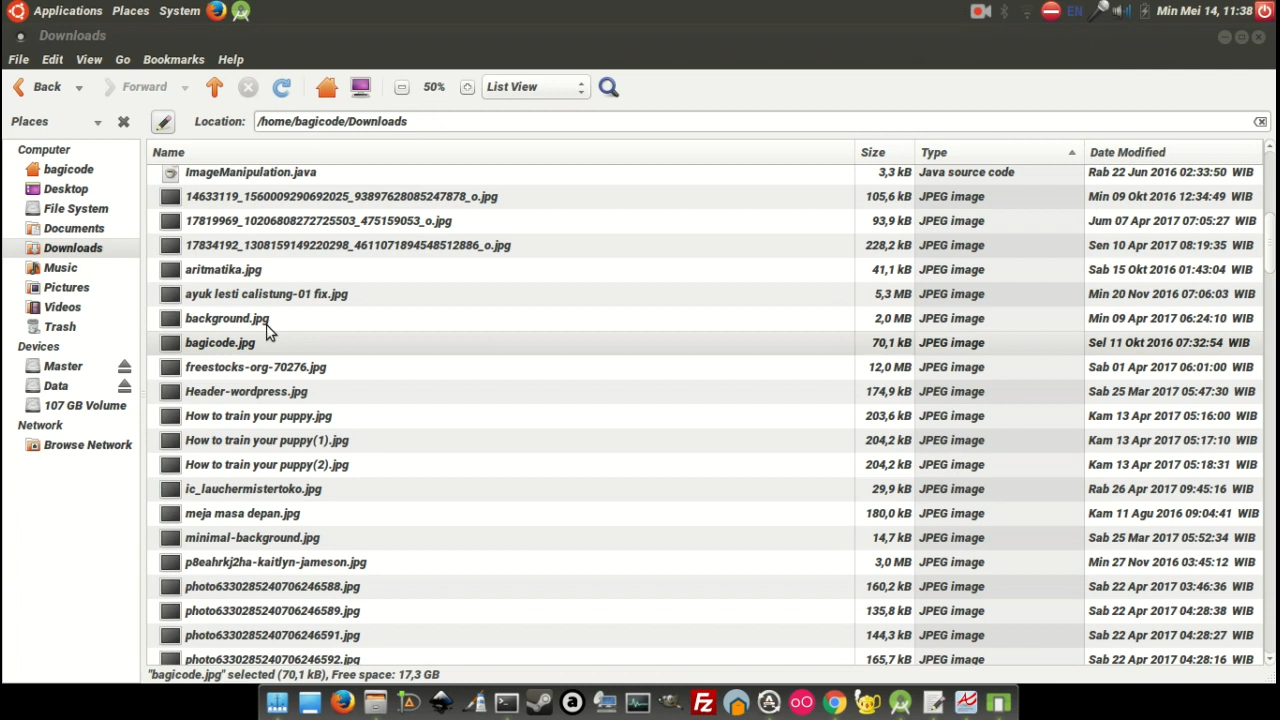 Applications Places System EN Min Mei 14, 11:38
Downloads
File Edit View Go Bookmarks Help
Back Forward 50% List View
Places Location: /home/bagicode/Downloads
Computer
bagicode
Desktop
File System
Documents
Downloads
Music
Pictures
Videos
Trash
Devices
Master
Data
107 GB Volume
Network
Browse Network
Name Size Type Date Modified
ImageManipulation.java 3,3 kB Java source code Rab 22 Jun 2016 02:33:50 WIB
14633119_1560009290692025_93897628085247878_o.jpg 105,6 kB JPEG image Min 09 Okt 2016 12:34:49 WIB
17819969_10206808272725503_475159053_o.jpg 93,9 kB JPEG image Jum 07 Apr 2017 07:05:27 WIB
17834192_1308159149220298_4611071894548512886_o.jpg 228,2 kB JPEG image Sen 10 Apr 2017 08:19:35 WIB
aritmatika.jpg 41,1 kB JPEG image Sab 15 Okt 2016 01:43:04 WIB
ayuk lesti calistung-01 fix.jpg 5,3 MB JPEG image Min 20 Nov 2016 07:06:03 WIB
background.jpg 2,0 MB JPEG image Min 09 Apr 2017 06:24:10 WIB
bagicode.jpg 70,1 kB JPEG image Sel 11 Okt 2016 07:32:54 WIB
freestocks-org-70276.jpg 12,0 MB JPEG image Sab 01 Apr 2017 06:01:00 WIB
Header-wordpress.jpg 174,9 kB JPEG image Sab 25 Mar 2017 05:47:30 WIB
How to train your puppy.jpg 203,6 kB JPEG image Kam 13 Apr 2017 05:16:00 WIB
How to train your puppy(1).jpg 204,2 kB JPEG image Kam 13 Apr 2017 05:17:10 WIB
How to train your puppy(2).jpg 204,2 kB JPEG image Kam 13 Apr 2017 05:18:31 WIB
ic_lauchermistertoko.jpg 29,9 kB JPEG image Rab 26 Apr 2017 09:45:16 WIB
meja masa depan.jpg 180,0 kB JPEG image Kam 11 Agu 2016 09:04:41 WIB
minimal-background.jpg 14,7 kB JPEG image Sab 25 Mar 2017 05:52:34 WIB
p8eahrkj2ha-kaitlyn-jameson.jpg 3,0 MB JPEG image Min 27 Nov 2016 03:45:12 WIB
photo6330285240706246588.jpg 160,2 kB JPEG image Sab 22 Apr 2017 03:46:36 WIB
photo6330285240706246589.jpg 135,8 kB JPEG image Sab 22 Apr 2017 04:28:38 WIB
photo6330285240706246591.jpg 144,3 kB JPEG image Sab 22 Apr 2017 04:28:27 WIB
photo6330285240706246592.jpg 165,7 kB JPEG image Sab 22 Apr 2017 04:28:16 WIB
"bagicode.jpg" selected (70,1 kB), Free space: 17,3 GB